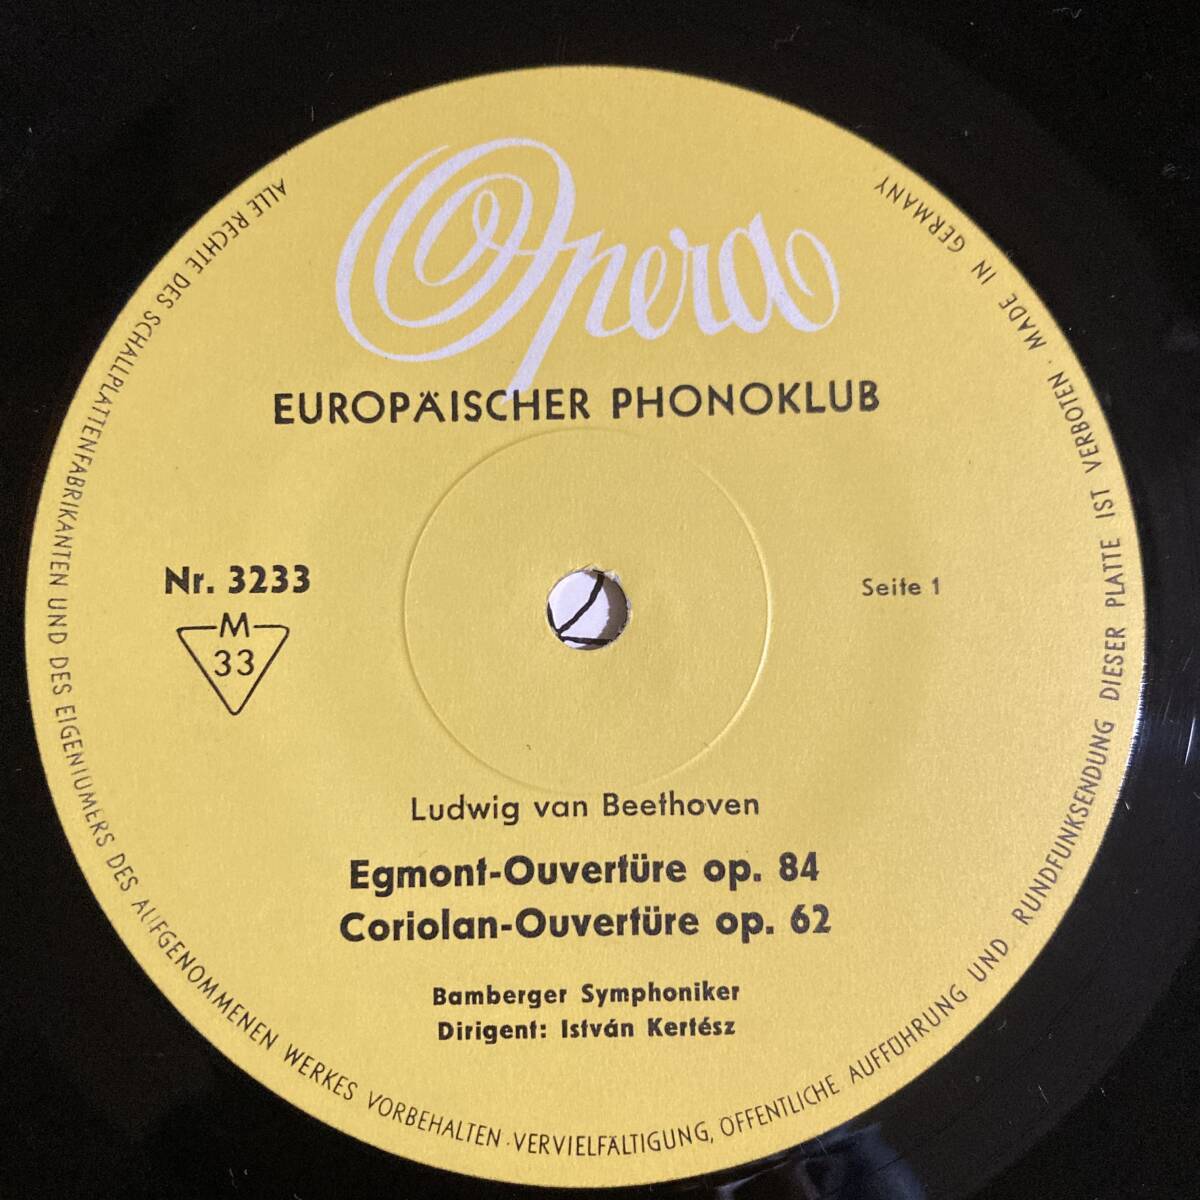 Opera
EUROPÄISCHER PHONOKLUB
Nr. 3233
M
33
Seite 1
Ludwig van Beethoven
Egmont-Ouvertüre op. 84
Coriolan-Ouvertüre op. 62
Bamberger Symphoniker
Dirigent: István Kertész
ALLE RECHTE DES SCHALLPLATTENFABRIKANTEN UND DES EIGENIUMERS DES AUFGENOMMENEN WERKES VORBEHALTEN · VERVIELFÄLTIGUNG, ÖFFENTLICHE AUFFÜHRUNG UND RUNDFUNKSENDUNG DIESER PLATTE IST VERBOTEN · MADE IN GERMANY